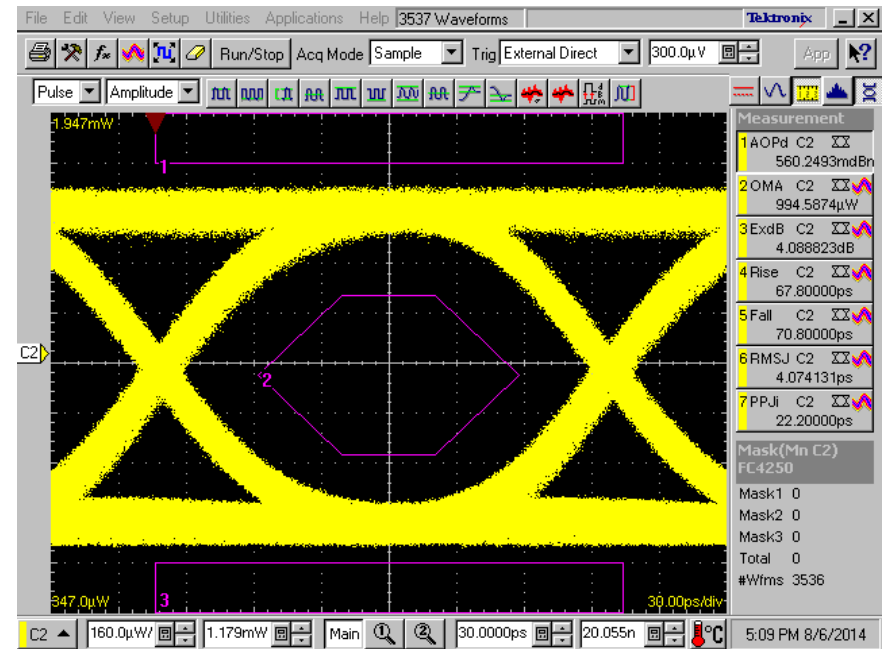 File Edit View Setup Utilities Applications Help 3537 Waveforms Tektronix
Run/Stop Acq Mode Sample Trig External Direct 300.0µV App
Pulse Amplitude
1.947mW
1
2
3
C2
347.0µW
30.00ps/div
Measurement
1 AOPd C2
560.2493mdBn
2 OMA C2
994.5874µW
3 ExdB C2
4.088823dB
4 Rise C2
67.80000ps
5 Fall C2
70.80000ps
6 RMSJ C2
4.074131ps
7 PPJi C2
22.20000ps
Mask(Mn C2)
FC4250
Mask1 0
Mask2 0
Mask3 0
Total 0
#Wfms 3536
C2 160.0µW/ 1.179mW Main 1 2 30.0000ps 20.055n °C 5:09 PM 8/6/2014